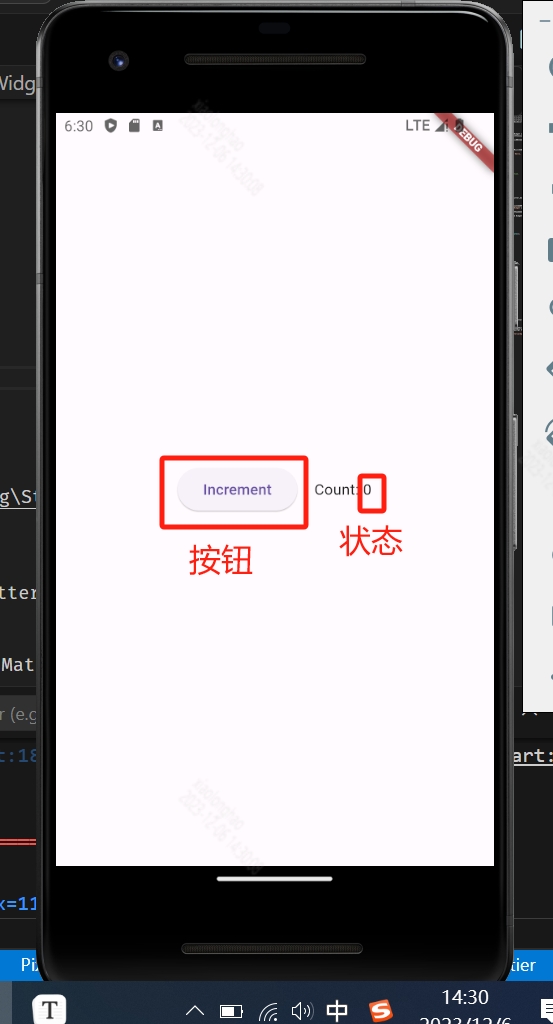 Widg
6:30
LTE
DEBUG
Increment
Count: 0
按钮
状态
g\St
tter
Mat
r (e.g
t:18
art:
x=11
Pix
tier
T
中
S
14:30
2023/12/6